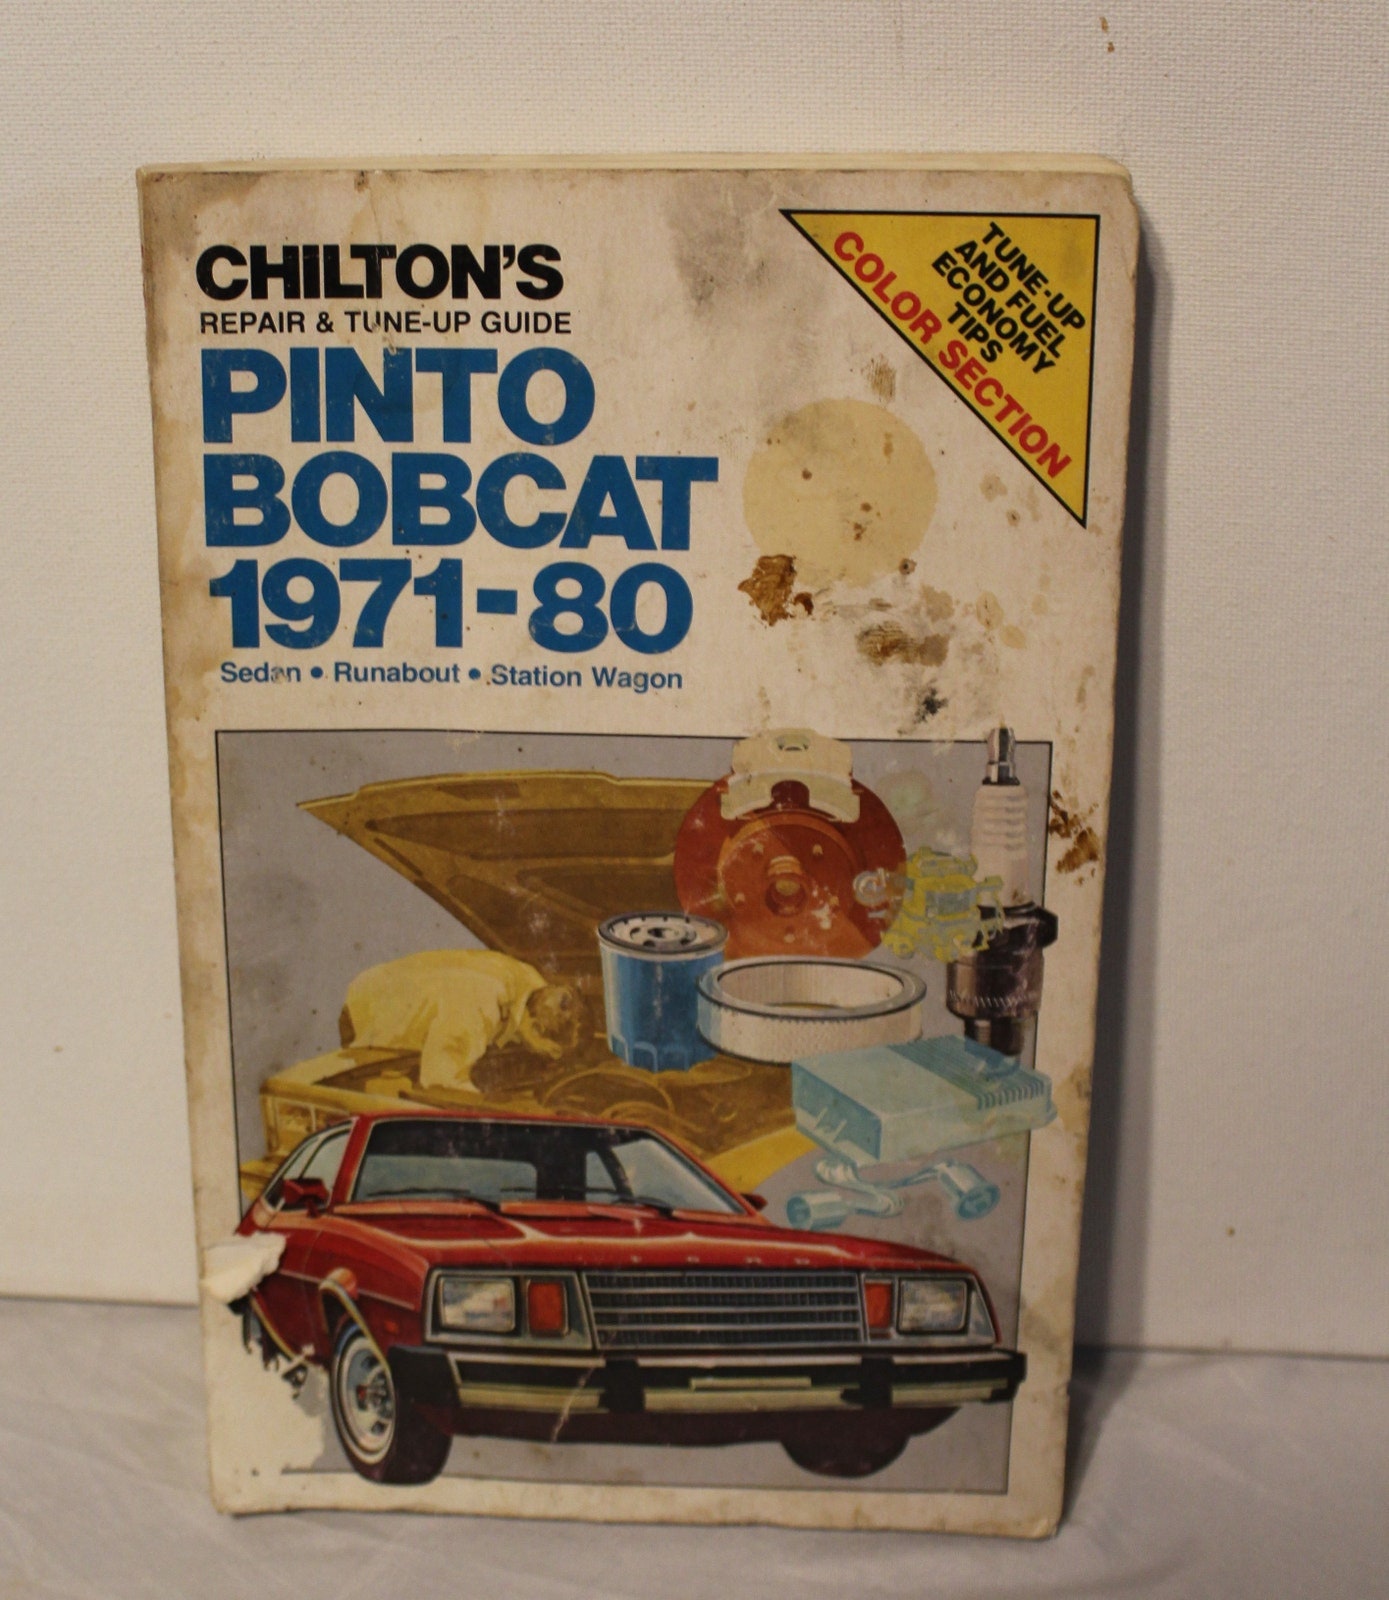 CHILTON'S
REPAIR & TUNE-UP GUIDE
PINTO
BOBCAT
1971-80
Sedan • Runabout • Station Wagon
TUNE-UP
AND FUEL
ECONOMY
TIPS
COLOR SECTION
FORD